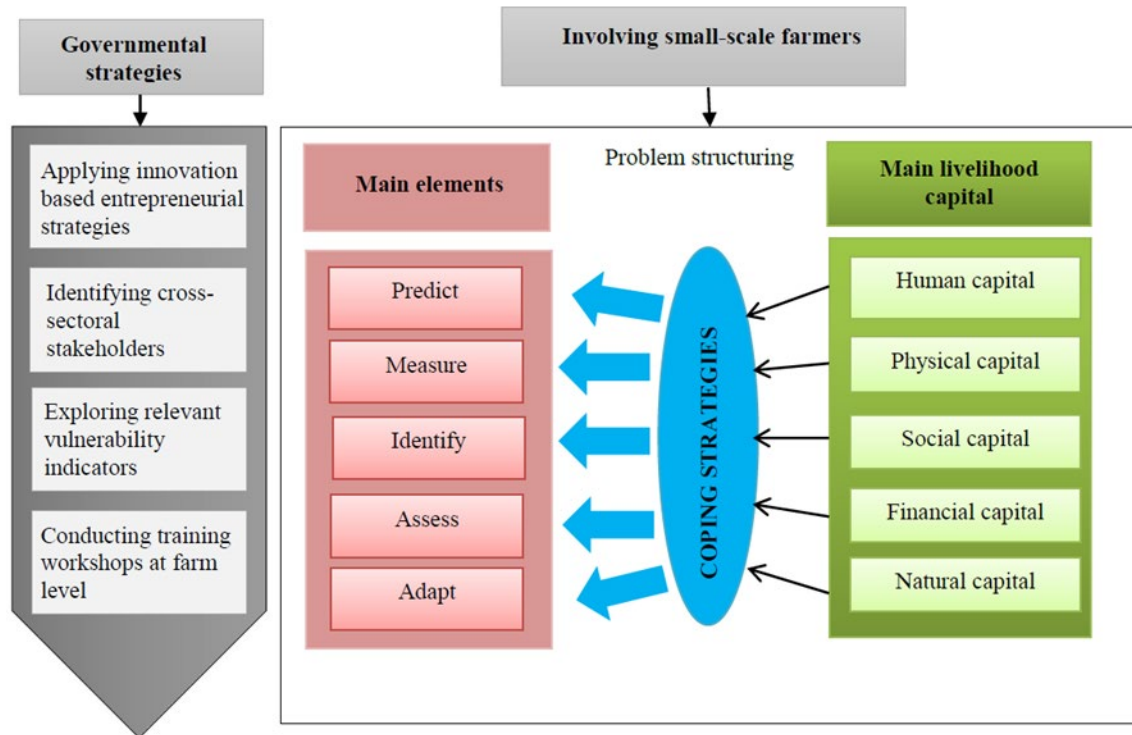 Governmental
strategies
Applying innovation
based entrepreneurial
strategies
Identifying cross-
sectoral
stakeholders
Exploring relevant
vulnerability
indicators
Conducting training
workshops at farm
level
Involving small-scale farmers
Problem structuring
Main elements
Predict
Measure
Identify
Assess
Adapt
COPING STRATEGIES
Main livelihood
capital
Human capital
Physical capital
Social capital
Financial capital
Natural capital